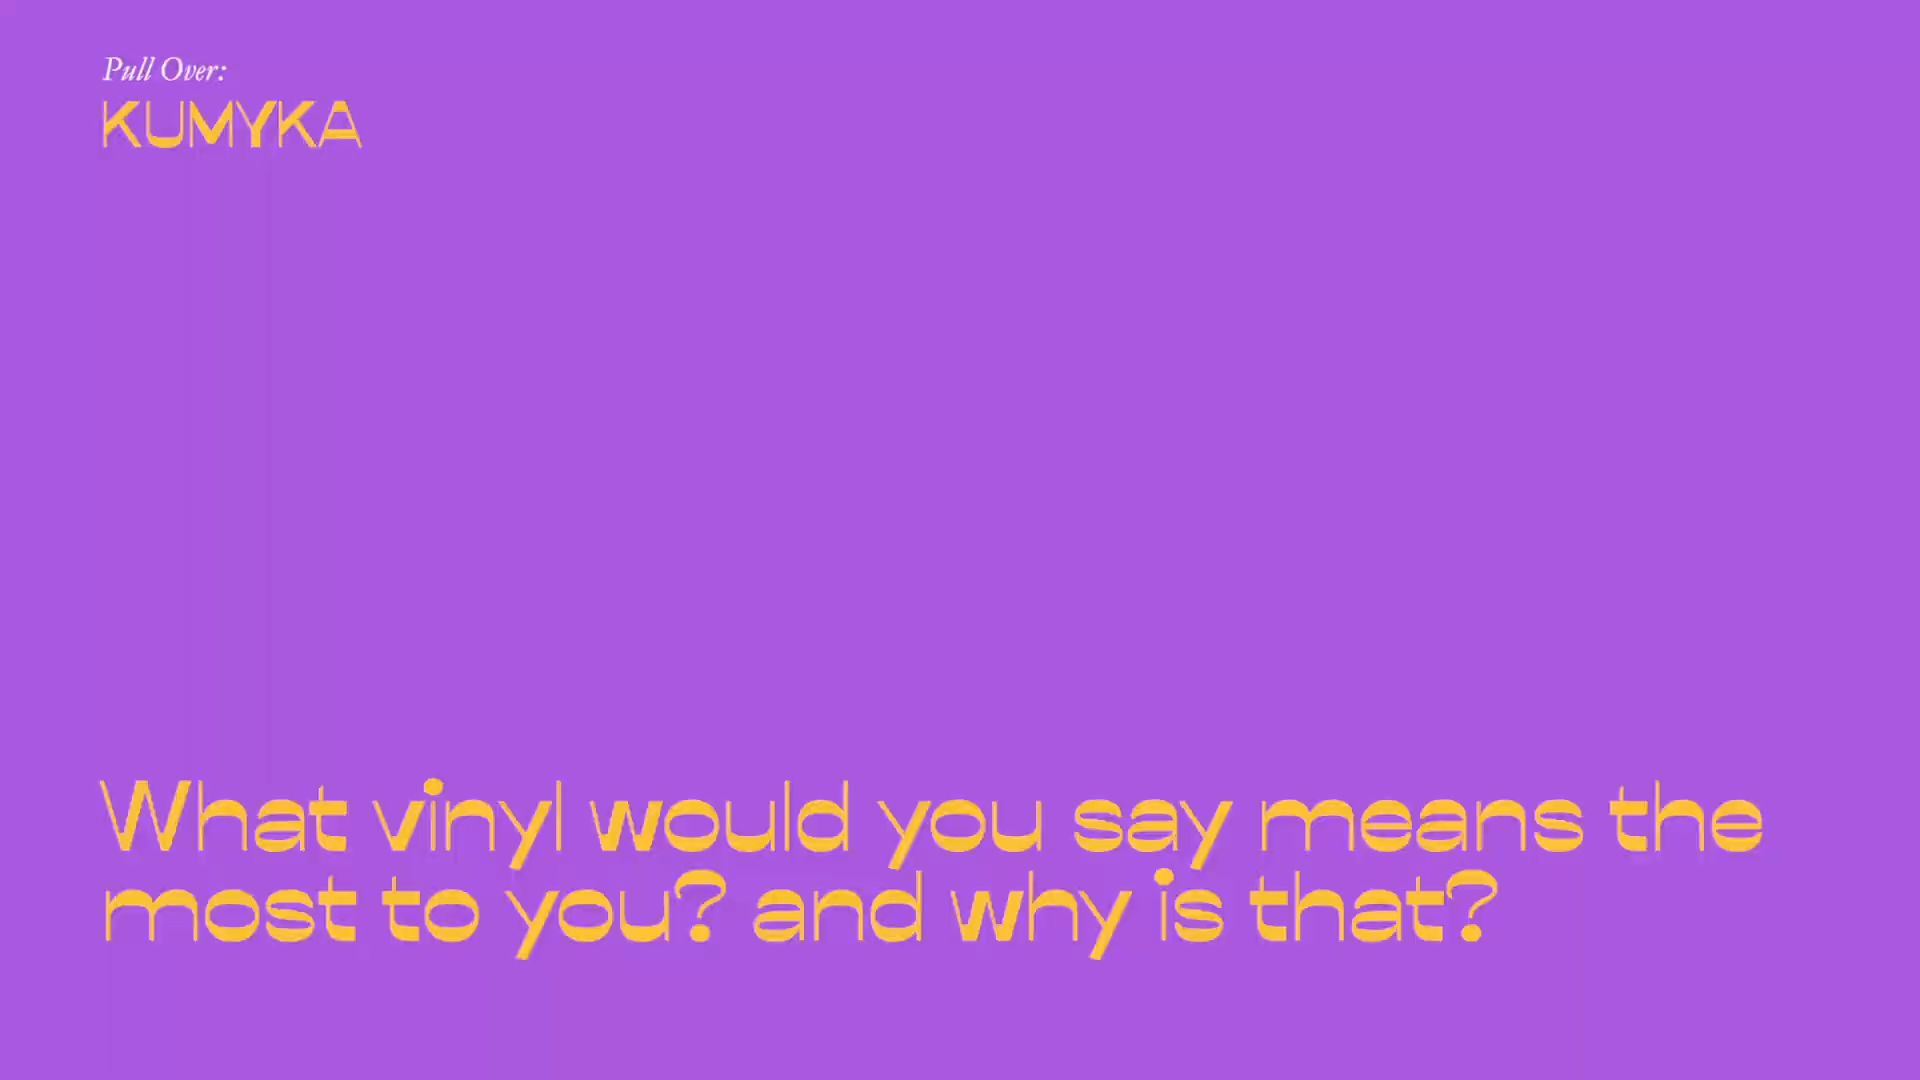 Pull Over:
KUMYKA
What vinyl would you say means the
most to you? and why is that?